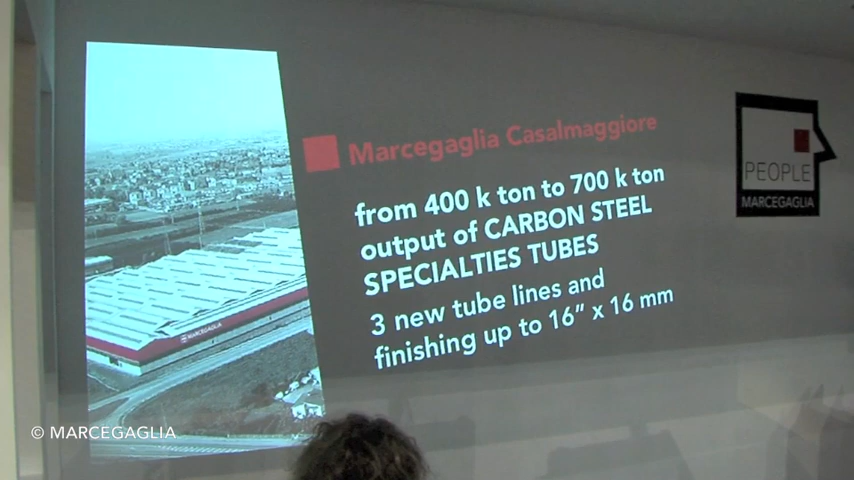 Marcegaglia Casalmaggiore
from 400 k ton to 700 k ton
output of CARBON STEEL
SPECIALTIES TUBES
3 new tube lines and
finishing up to 16” x 16 mm
PEOPLE
MARCEGAGLIA
MARCEGAGLIA
© MARCEGAGLIA